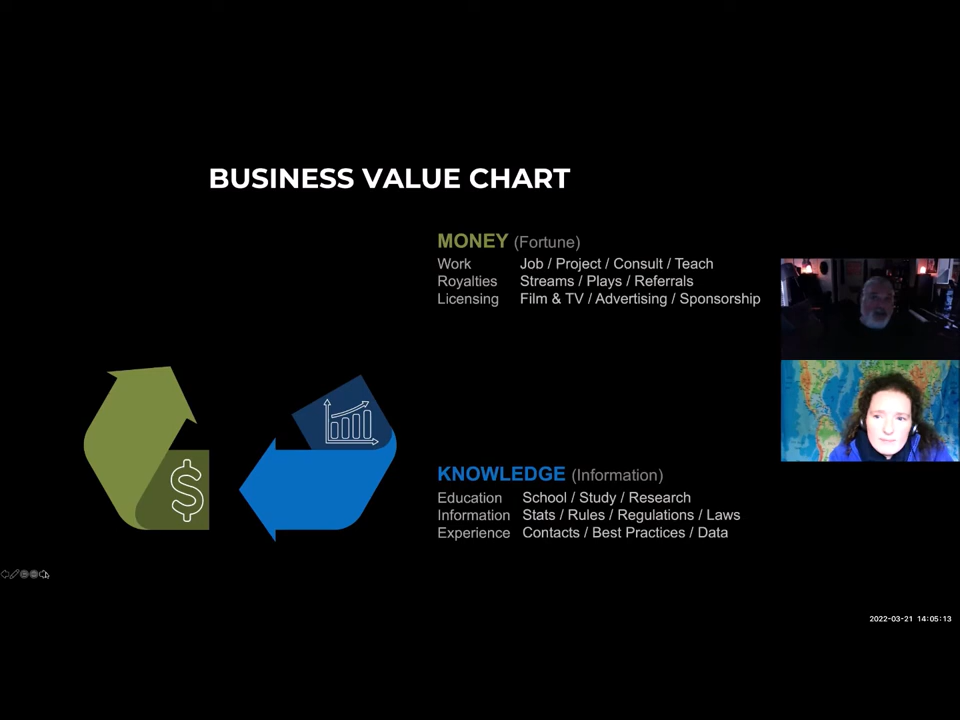 BUSINESS VALUE CHART
MONEY (Fortune)
Work Job / Project / Consult / Teach
Royalties Streams / Plays / Referrals
Licensing Film & TV / Advertising / Sponsorship
$
KNOWLEDGE (Information)
Education School / Study / Research
Information Stats / Rules / Regulations / Laws
Experience Contacts / Best Practices / Data
2022-03-21 14:05:13